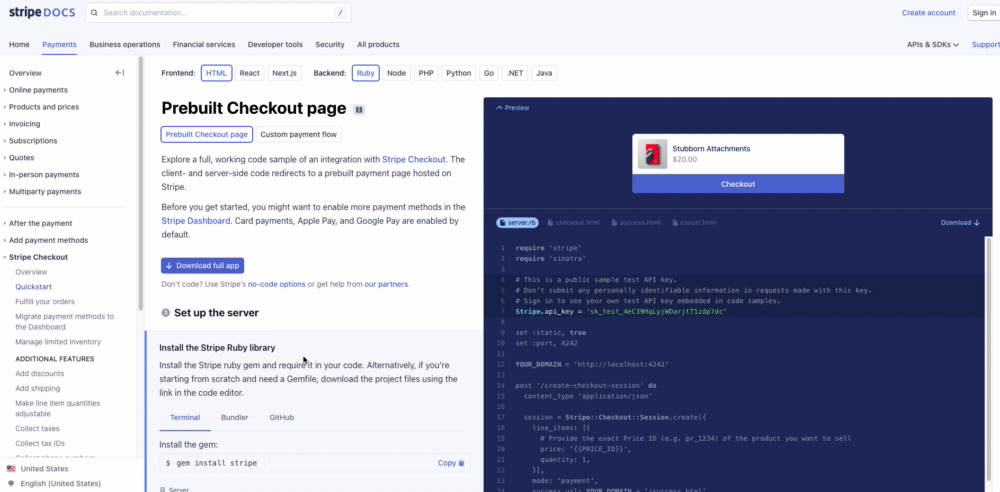 stripe DOCS
Search documentation...
/
Create account
Sign in
Home
Payments
Business operations
Financial services
Developer tools
Security
All products
APIs & SDKs
Support
Overview
Online payments
Products and prices
Invoicing
Subscriptions
Quotes
In-person payments
Multiparty payments
After the payment
Add payment methods
Stripe Checkout
Overview
Quickstart
Fulfill your orders
Migrate payment methods to
the Dashboard
Manage limited inventory
ADDITIONAL FEATURES
Add discounts
Add shipping
Make line item quantities
adjustable
Collect taxes
Collect tax IDs
United States
English (United States)
Frontend:
HTML
React
Next.js
Backend:
Ruby
Node
PHP
Python
Go
.NET
Java
Prebuilt Checkout page
Prebuilt Checkout page
Custom payment flow
Explore a full, working code sample of an integration with Stripe Checkout. The
client- and server-side code redirects to a prebuilt payment page hosted on
Stripe.
Before you get started, you might want to enable more payment methods in the
Stripe Dashboard. Card payments, Apple Pay, and Google Pay are enabled by
default.
Download full app
Don't code? Use Stripe's no-code options or get help from our partners.
1 Set up the server
Install the Stripe Ruby library
Install the Stripe ruby gem and require it in your code. Alternatively, if you're
starting from scratch and need a Gemfile, download the project files using the
link in the code editor.
Terminal
Bundler
GitHub
Install the gem:
$ gem install stripe
Copy
Server
Preview
Stubborn Attachments
$20.00
Checkout
server.rb
checkout.html
success.html
cancel.html
Download
1 require 'stripe'
2 require 'sinatra'
3
4 # This is a public sample test API key.
5 # Don't submit any personally identifiable information in requests made with this key.
6 # Sign in to see your own test API key embedded in code samples.
7 Stripe.api_key = 'sk_test_4eC39HqLyjWDarjtT1zdp7dc'
8
9 set :static, true
10 set :port, 4242
11
12 YOUR_DOMAIN = 'http://localhost:4242'
13
14 post '/create-checkout-session' do
15 content_type 'application/json'
16
17 session = Stripe::Checkout::Session.create({
18 line_items: [{
19 # Provide the exact Price ID (e.g. pr_1234) of the product you want to sell
20 price: '{{PRICE_ID}}',
21 quantity: 1,
22 }],
23 mode: 'payment',